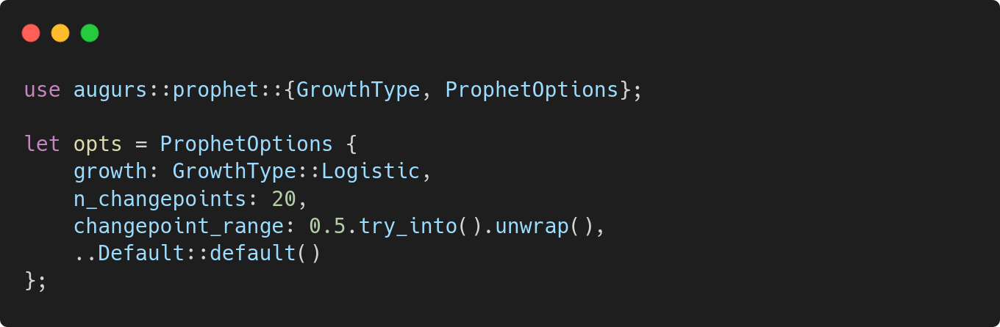 use augurs::prophet::{GrowthType, ProphetOptions};
let opts = ProphetOptions {
    growth: GrowthType::Logistic,
    n_changepoints: 20,
    changepoint_range: 0.5.try_into().unwrap(),
    ..Default::default()
};